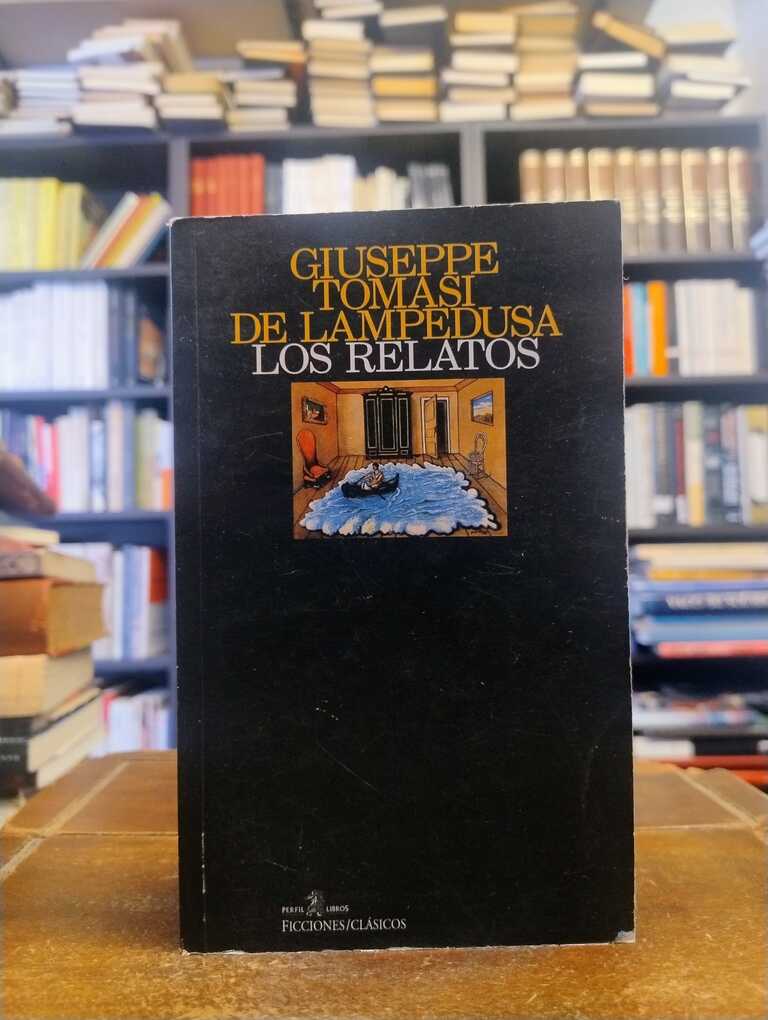 GIUSEPPE
TOMASI
DE LAMPEDUSA
LOS RELATOS
PERFIL LIBROS
FICCIONES/CLÁSICOS